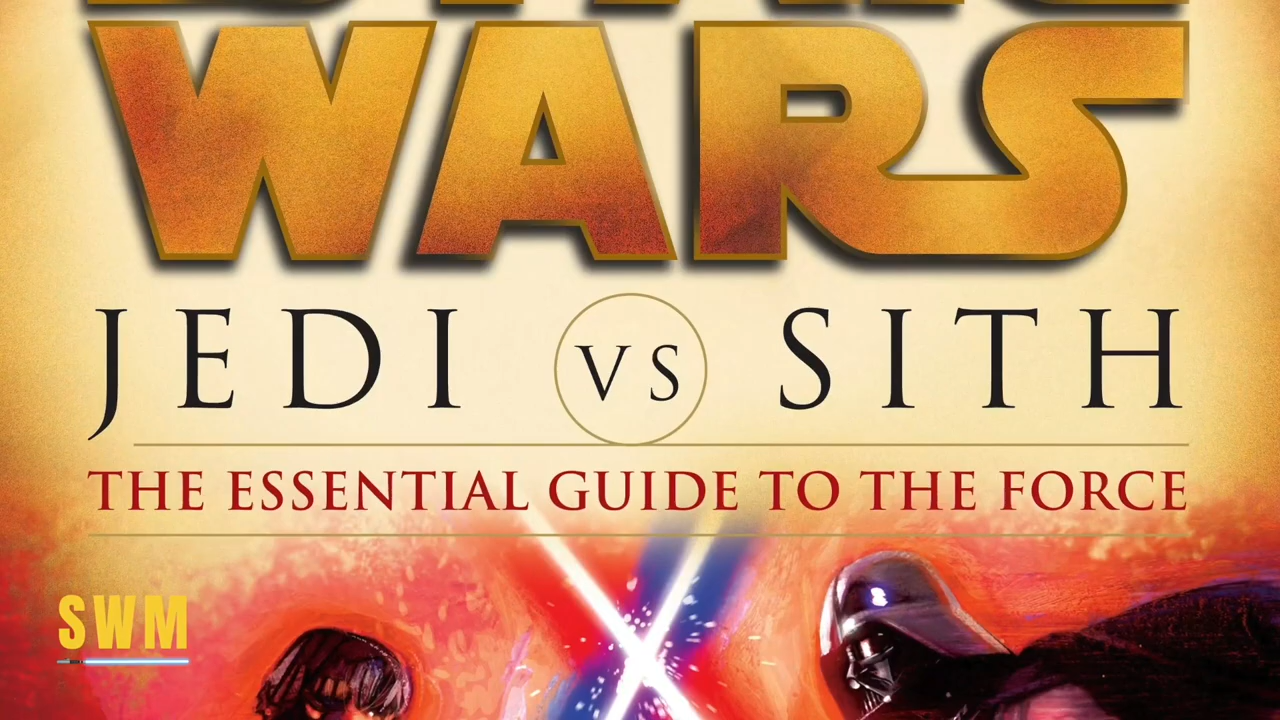 WARS
JEDI VS SITH
THE ESSENTIAL GUIDE TO THE FORCE
SWM